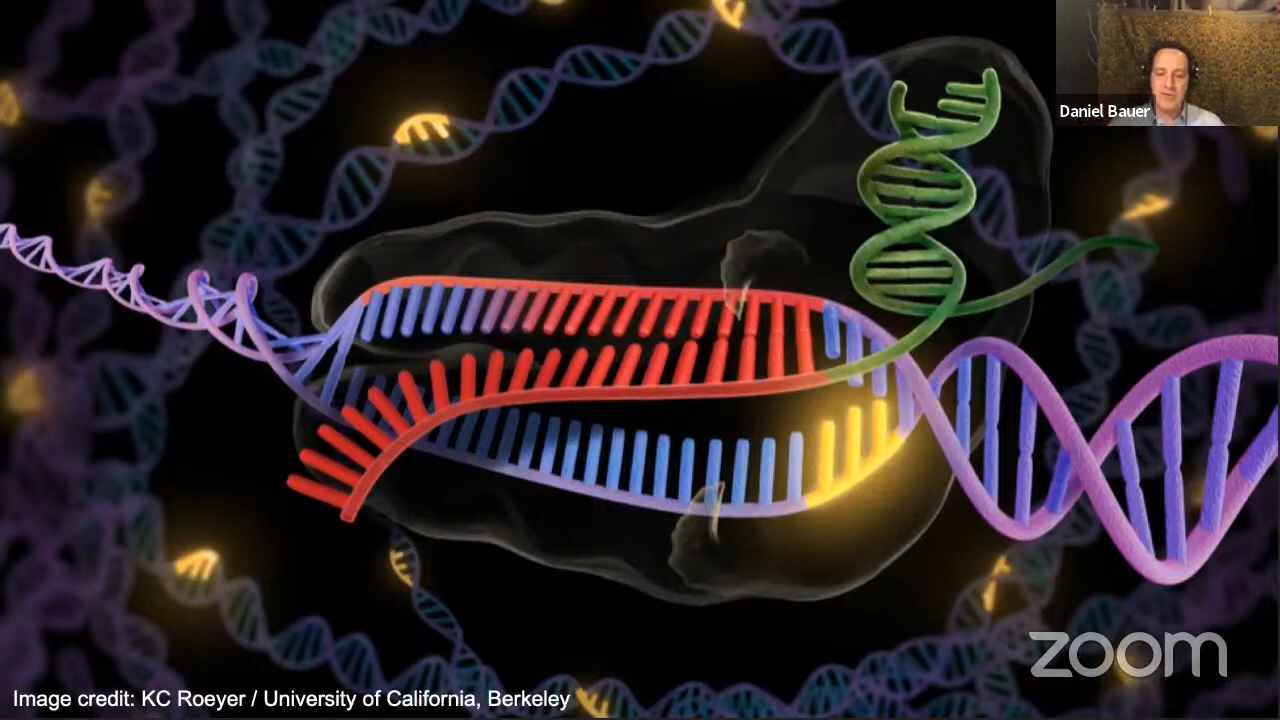 Daniel Bauer
zoom
Image credit: KC Roeyer / University of California, Berkeley